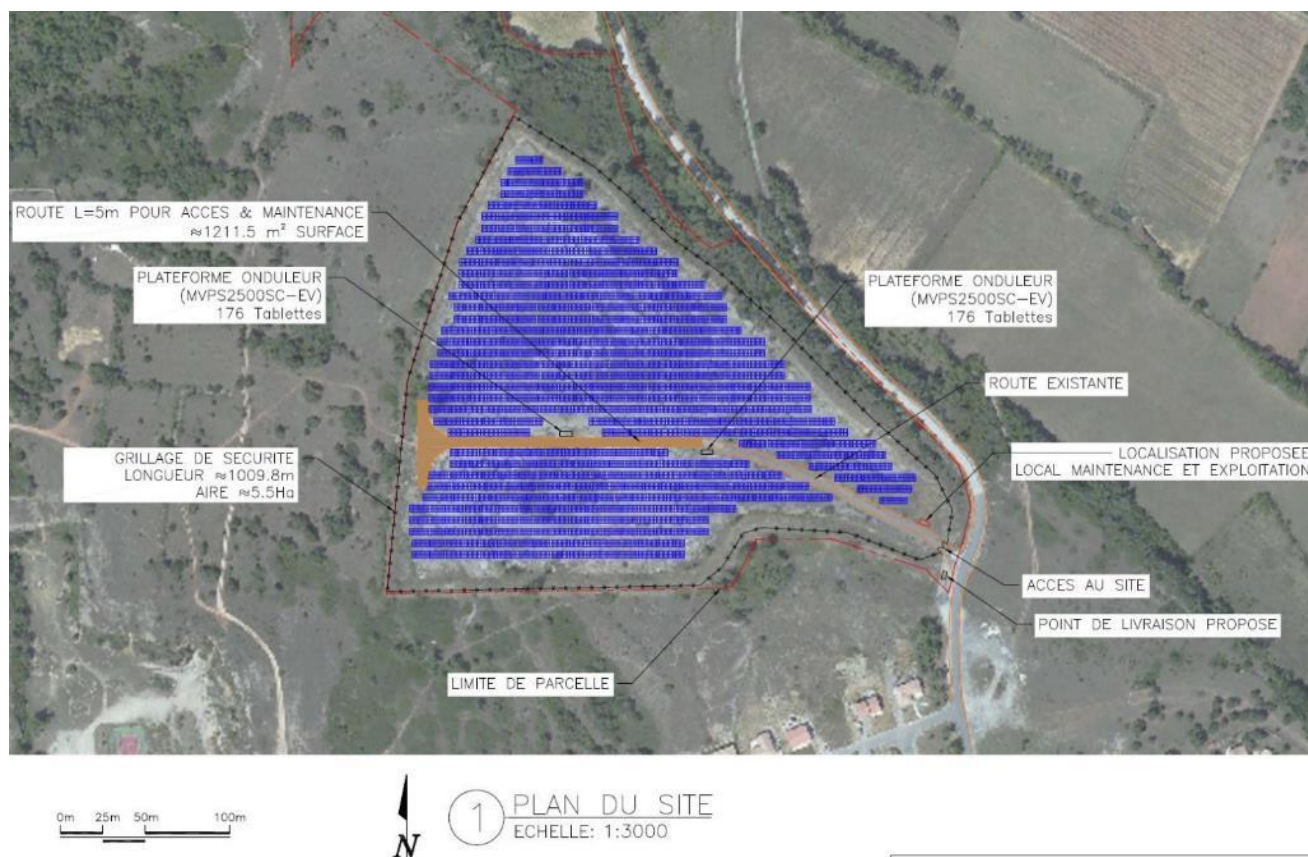 ROUTE L=5m POUR ACCES & MAINTENANCE
≈1211.5 m² SURFACE
PLATEFORME ONDULEUR
(MVPS2500SC-EV)
176 Tablettes
PLATEFORME ONDULEUR
(MVPS2500SC-EV)
176 Tablettes
ROUTE EXISTANTE
GRILLAGE DE SECURITE
LONGUEUR ≈1009.8m
AIRE ≈5.5Ha
LOCALISATION PROPOSEE
LOCAL MAINTENANCE ET EXPLOITATION
ACCES AU SITE
POINT DE LIVRAISON PROPOSE
LIMITE DE PARCELLE
0m 25m 50m 100m
N
1
PLAN DU SITE
ECHELLE: 1:3000